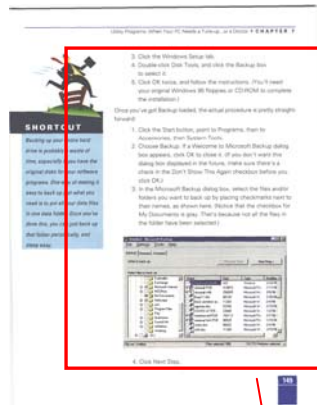 Utility Programs: When Your PC Needs a Tune-up, or a Doctor • CHAPTER 7
3. Click the Windows Setup tab.
4. Double-click Disk Tools, and click the Backup box
to select it.
5. Click OK twice, and follow the instructions. (You'll need
your original Windows 95 floppies or CD-ROM to complete
the installation.)
Once you've got Backup loaded, the actual procedure is pretty straight-
forward:
1. Click the Start button, point to Programs, then to
Accessories, then System Tools.
2. Choose Backup. If a Welcome to Microsoft Backup dialog
box appears, click OK to close it. (If you don't want this
dialog box displayed in the future, make sure there's a
check in the Don't Show This Again checkbox before you
click OK.)
3. In the Microsoft Backup dialog box, select the files and/or
folders you want to back up by placing checkmarks next to
their names, as shown here. (Notice that the checkbox for
My Documents is gray. That's because not all the files in
the folder have been selected.)
SHORTCUT
Backing up your entire hard
drive is probably a waste of
time, especially if you have the
original disks for your software
programs. One way of making it
easy to back up just what you
need is to put all your data files
in one data folder. Once you've
done this, you can just back up
that folder periodically, and
sleep easy.
4. Click Next Step.
149